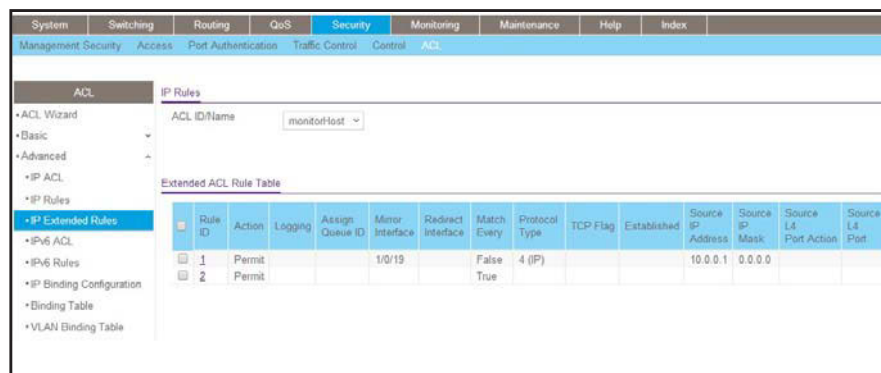 System Switching Routing QoS Security Monitoring Maintenance Help Index
Management Security Access Port Authentication Traffic Control Control ACL
ACL
ACL Wizard
Basic
Advanced
IP ACL
IP Rules
IP Extended Rules
IPv6 ACL
IPv6 Rules
IP Binding Configuration
Binding Table
VLAN Binding Table
IP Rules
ACL ID/Name monitorHost
Extended ACL Rule Table
Rule ID Action Logging Assign Queue ID Mirror Interface Redirect Interface Match Every Protocol Type TCP Flag Established Source IP Address Source IP Mask Source L4 Port Action Source L4 Port
1 Permit 1/0/19 False 4 (IP) 10.0.0.1 0.0.0.0
2 Permit True